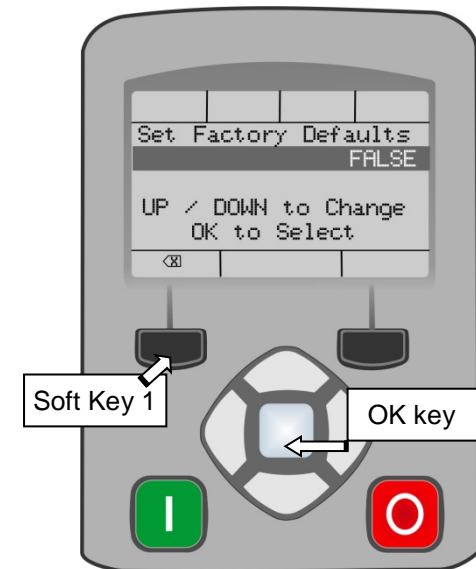 Set Factory Defaults
FALSE
UP / DOWN to Change
OK to Select
Soft Key 1
OK key
I
O